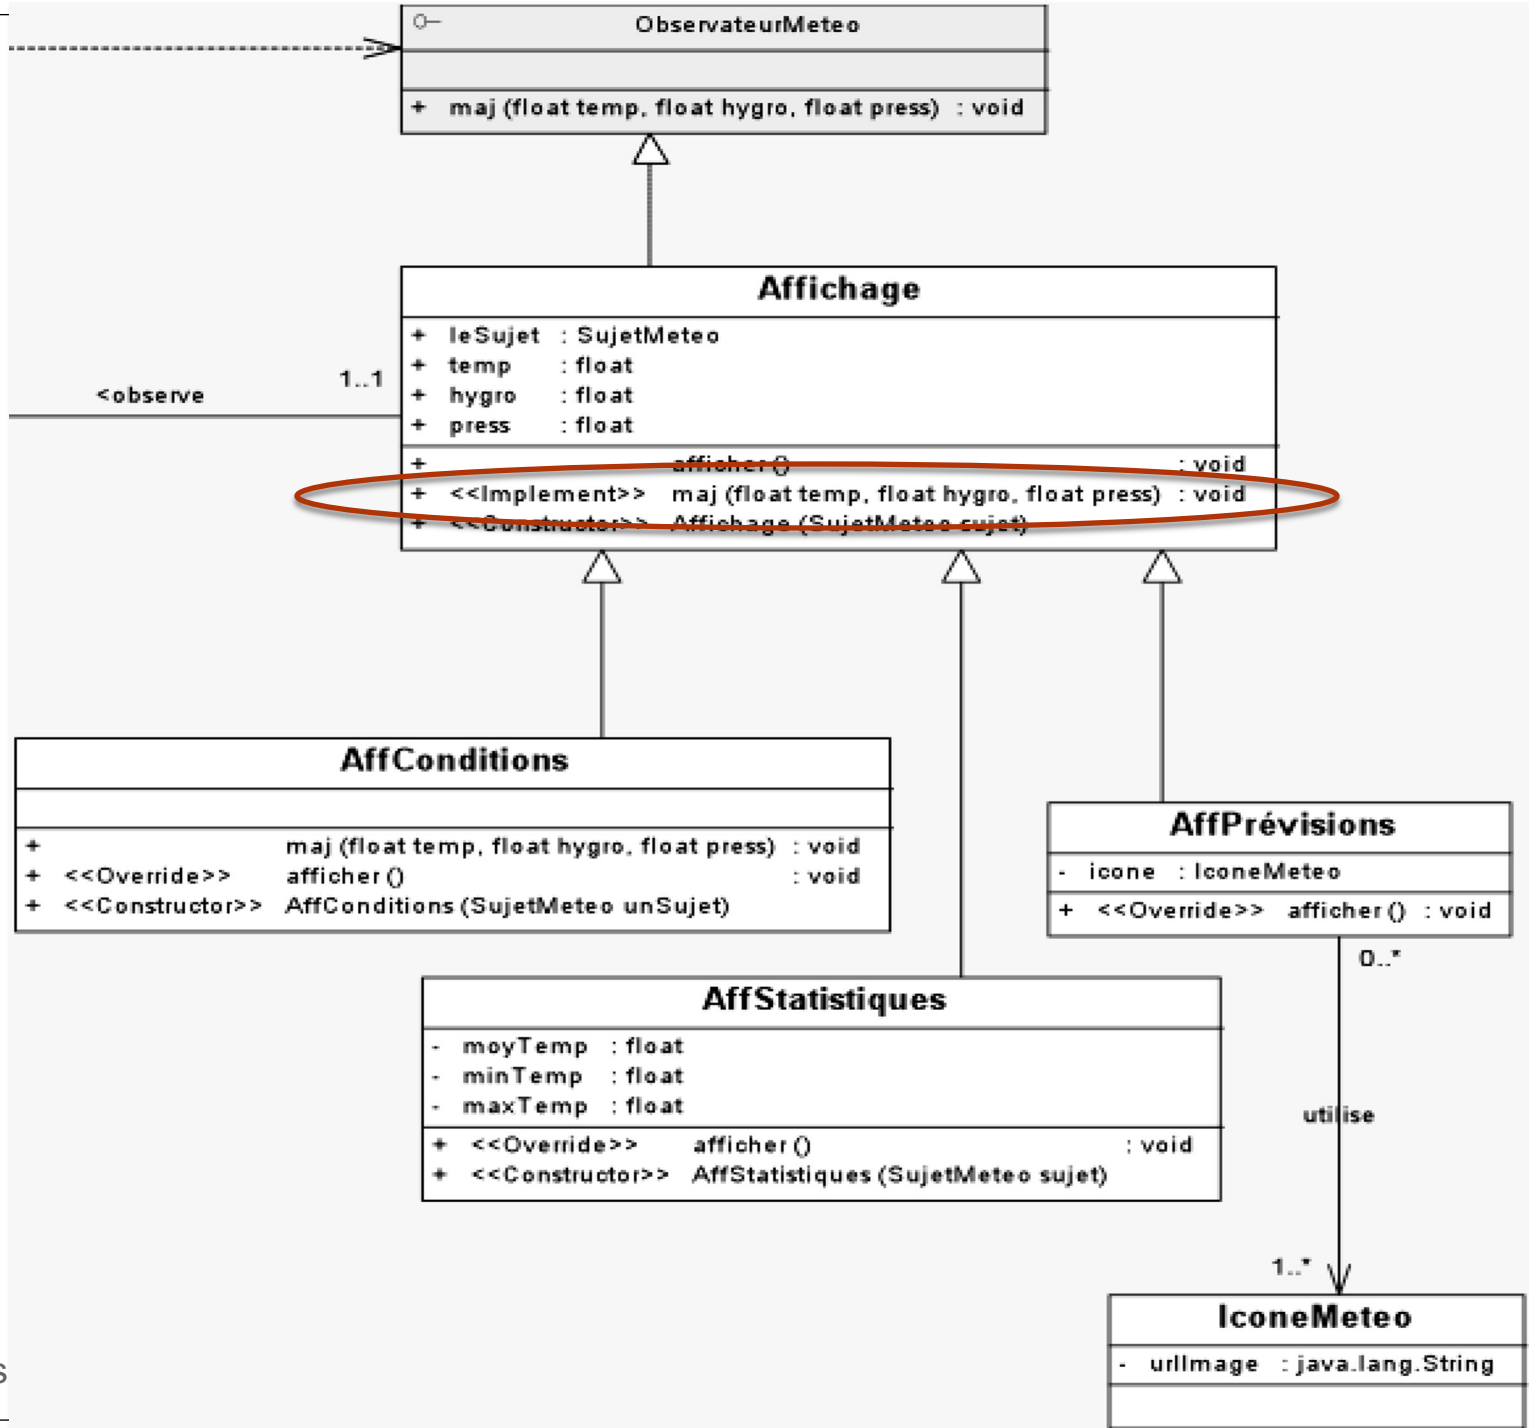 ObservateurMeteo
+ maj (float temp, float hygro, float press) : void
Affichage
+ leSujet : SujetMeteo
+ temp : float
+ hygro : float
+ press : float
1..1
<observe
+ afficher () : void
+ <<Implement>> maj (float temp, float hygro, float press) : void
+ <<Constructor>> Affichage (SujetMeteo sujet)
AffConditions
+ maj (float temp, float hygro, float press) : void
+ <<Override>> afficher () : void
+ <<Constructor>> AffConditions (SujetMeteo unSujet)
AffPrévisions
- icone : IconeMeteo
+ <<Override>> afficher () : void
0..*
AffStatistiques
- moyTemp : float
- minTemp : float
- maxTemp : float
+ <<Override>> afficher () : void
+ <<Constructor>> AffStatistiques (SujetMeteo sujet)
utilise
1..*
IconeMeteo
- urlImage : java.lang.String
s